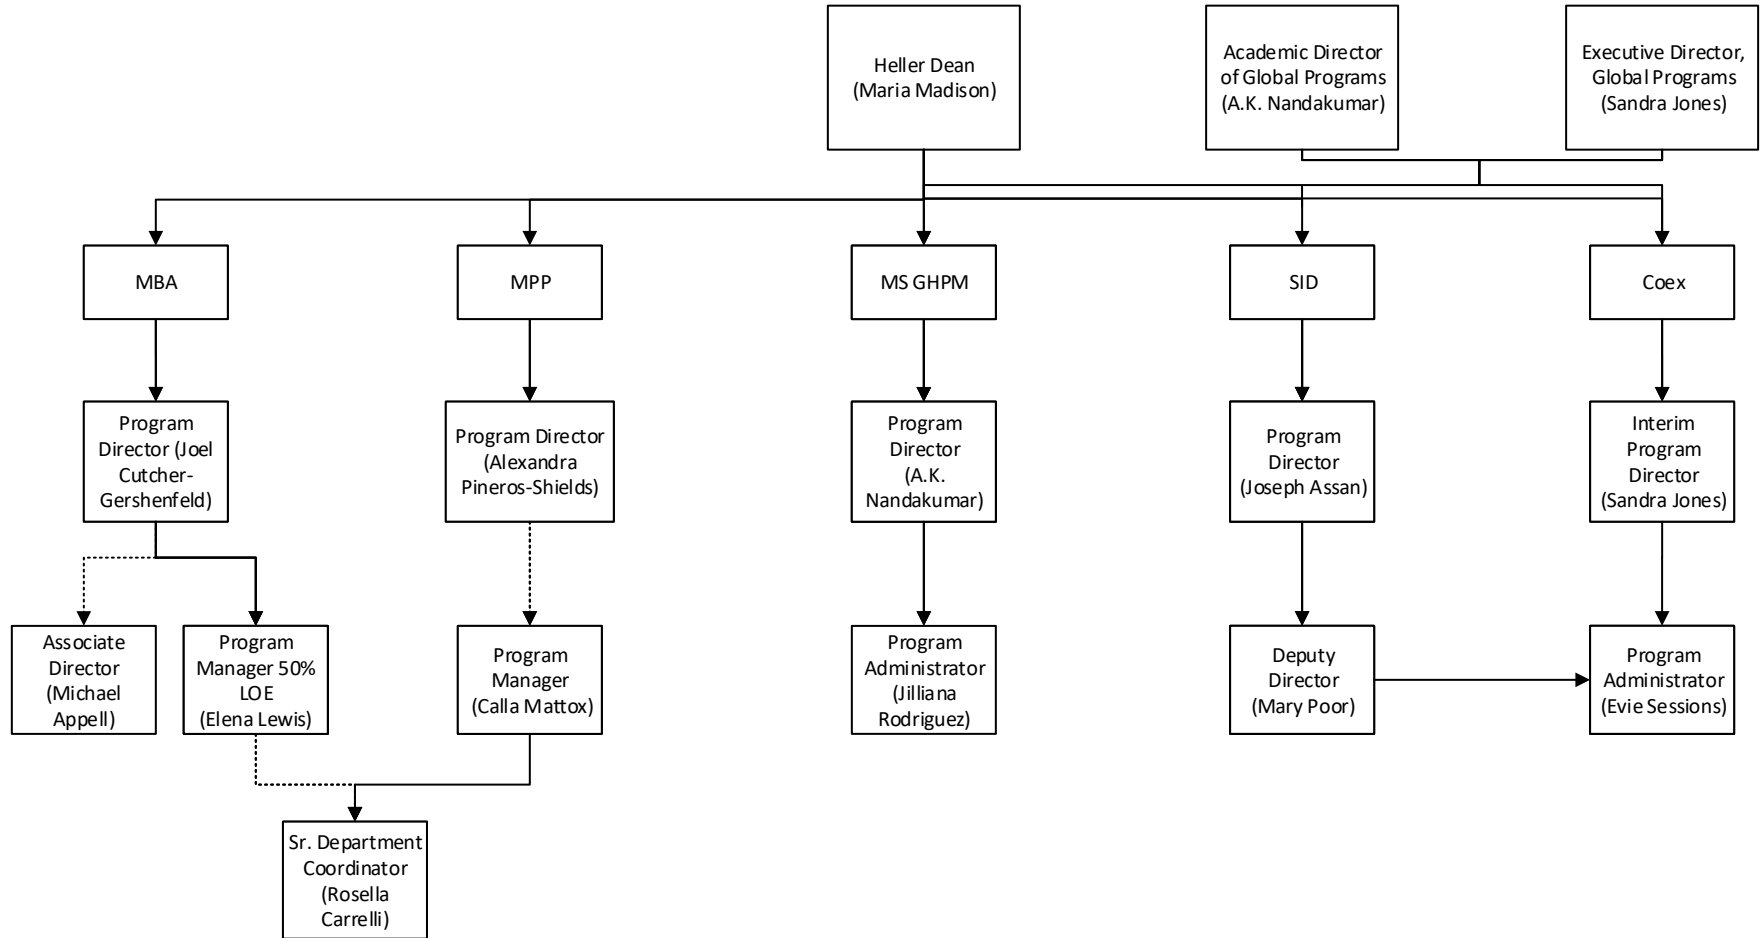 Heller Dean
(Maria Madison)
Academic Director
of Global Programs
(A.K. Nandakumar)
Executive Director,
Global Programs
(Sandra Jones)
MBA
MPP
MS GHPM
SID
Coex
Program
Director (Joel
Cutcher-
Gershenfeld)
Program Director
(Alexandra
Pineros-Shields)
Program
Director
(A.K.
Nandakumar)
Program
Director
(Joseph Assan)
Interim
Program
Director
(Sandra Jones)
Associate
Director
(Michael
Appell)
Program
Manager 50%
LOE
(Elena Lewis)
Program
Manager
(Calla Mattox)
Program
Administrator
(Jilliana
Rodriguez)
Deputy
Director
(Mary Poor)
Program
Administrator
(Evie Sessions)
Sr. Department
Coordinator
(Rosella
Carrelli)